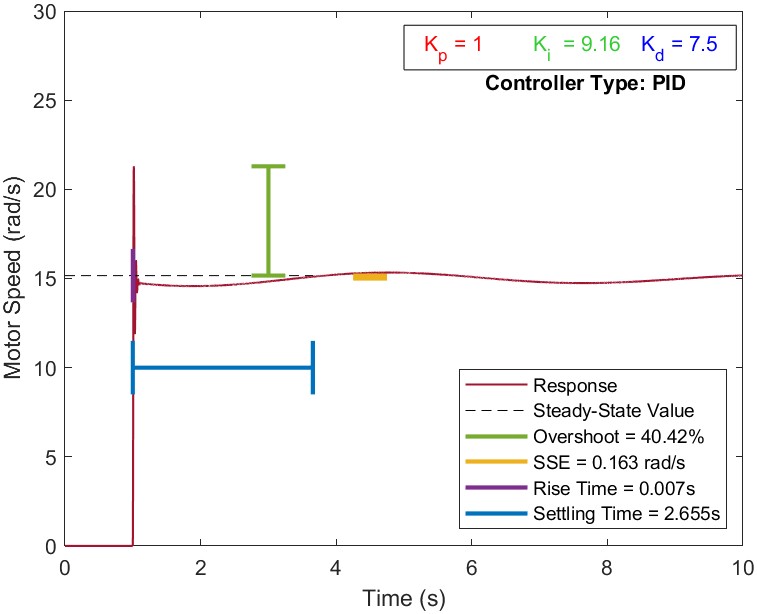 30
K_p = 1 K_i = 9.16 K_d = 7.5
Controller Type: PID
25
20
15
10
5
0
Motor Speed (rad/s)
Response
Steady-State Value
Overshoot = 40.42%
SSE = 0.163 rad/s
Rise Time = 0.007s
Settling Time = 2.655s
0 2 4 6 8 10
Time (s)